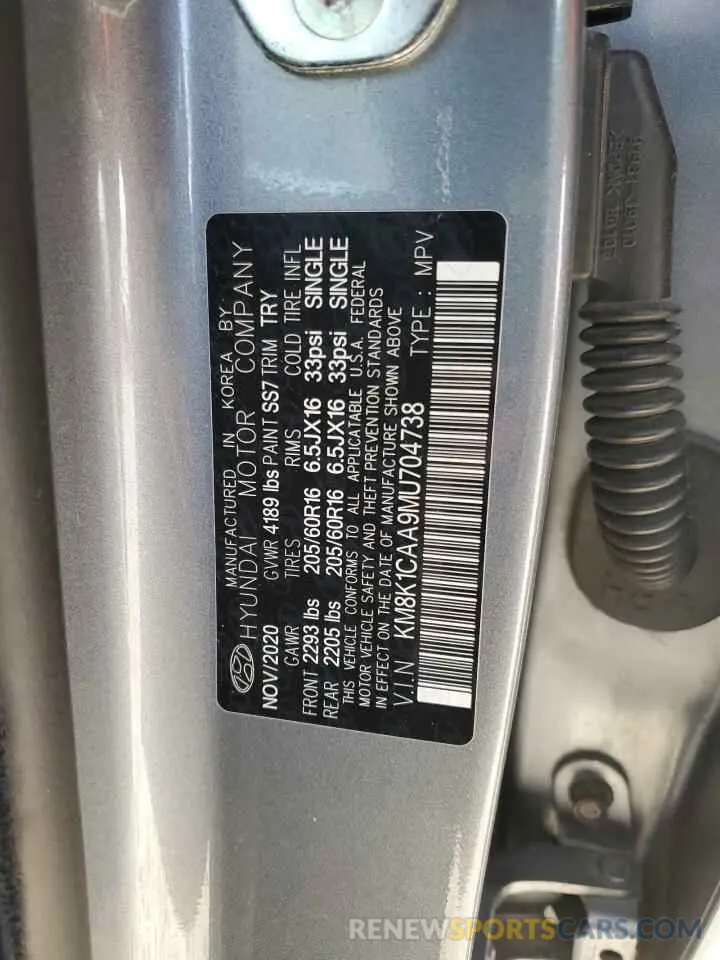 MANUFACTURED IN KOREA BY:
HYUNDAI MOTOR COMPANY
NOV/2020 GVWR 4189 lbs PAINT SS7 TRIM TRY
GAWR TIRES RIMS COLD TIRE INFL
FRONT 2293 lbs 205/60R16 6.5JX16 33psi SINGLE
REAR 2205 lbs 205/60R16 6.5JX16 33psi SINGLE
THIS VEHICLE CONFORMS TO ALL APPLICATABLE U.S.A. FEDERAL
MOTOR VEHICLE SAFETY AND THEFT PREVENTION STANDARDS
IN EFFECT ON THE DATE OF MANUFACTURE SHOWN ABOVE
V.I.N KM8K1CAA9MU704738 TYPE : MPV
RENEWSPORTSCARS.COM